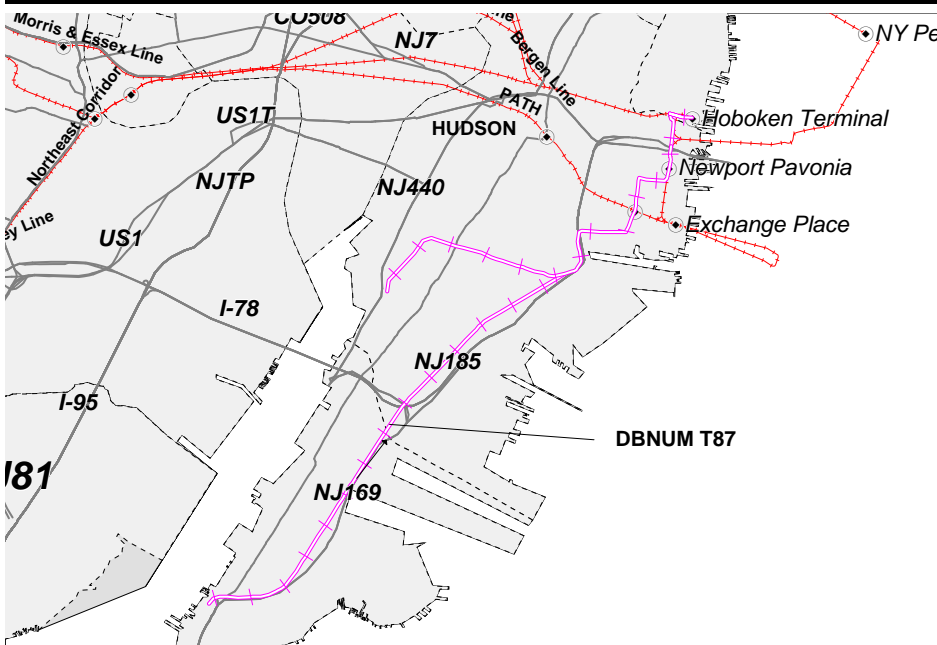 CO508
Line
NY Pe
Morris & Essex Line
NJ7
Bergen Line
Northeast Corridor
PATH
US1T
HUDSON
Hoboken Terminal
NJTP
NJ440
Newport Pavonia
ey Line
US1
Exchange Place
I-78
NJ185
I-95
DBNUM T87
J81
NJ169